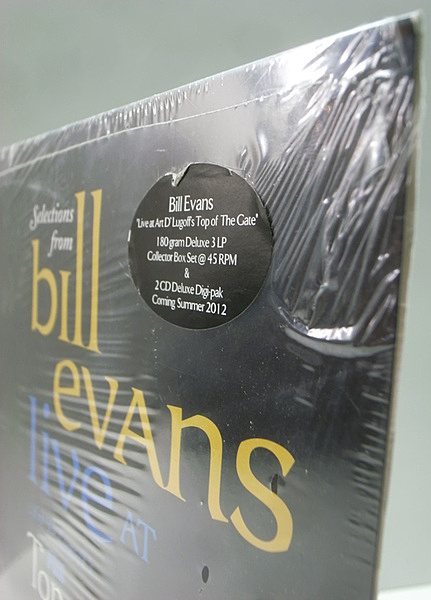 Selections
from
bill
evans
live AT
Top
Bill Evans
"Live at Art D'Lugoff's Top of The Gate"
180 gram Deluxe 3 LP
Collector Box Set @ 45 RPM
&
2 CD Deluxe Digi-pak
Coming Summer 2012